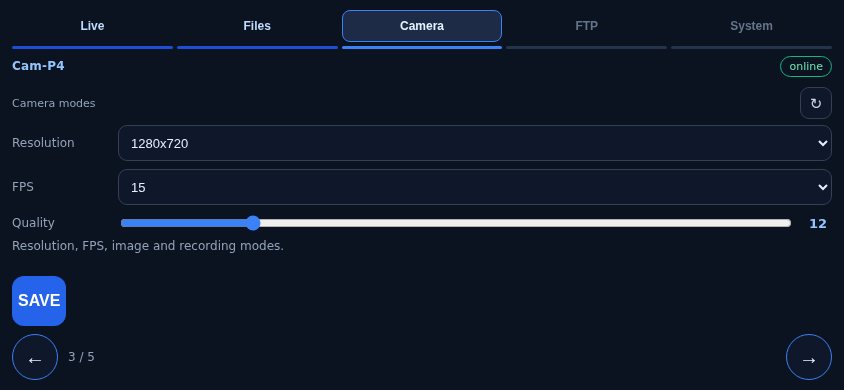 Live Files Camera FTP System
Cam-P4 online
Camera modes ↻
Resolution 1280x720
FPS 15
Quality 12
Resolution, FPS, image and recording modes.
SAVE
← 3 / 5 →